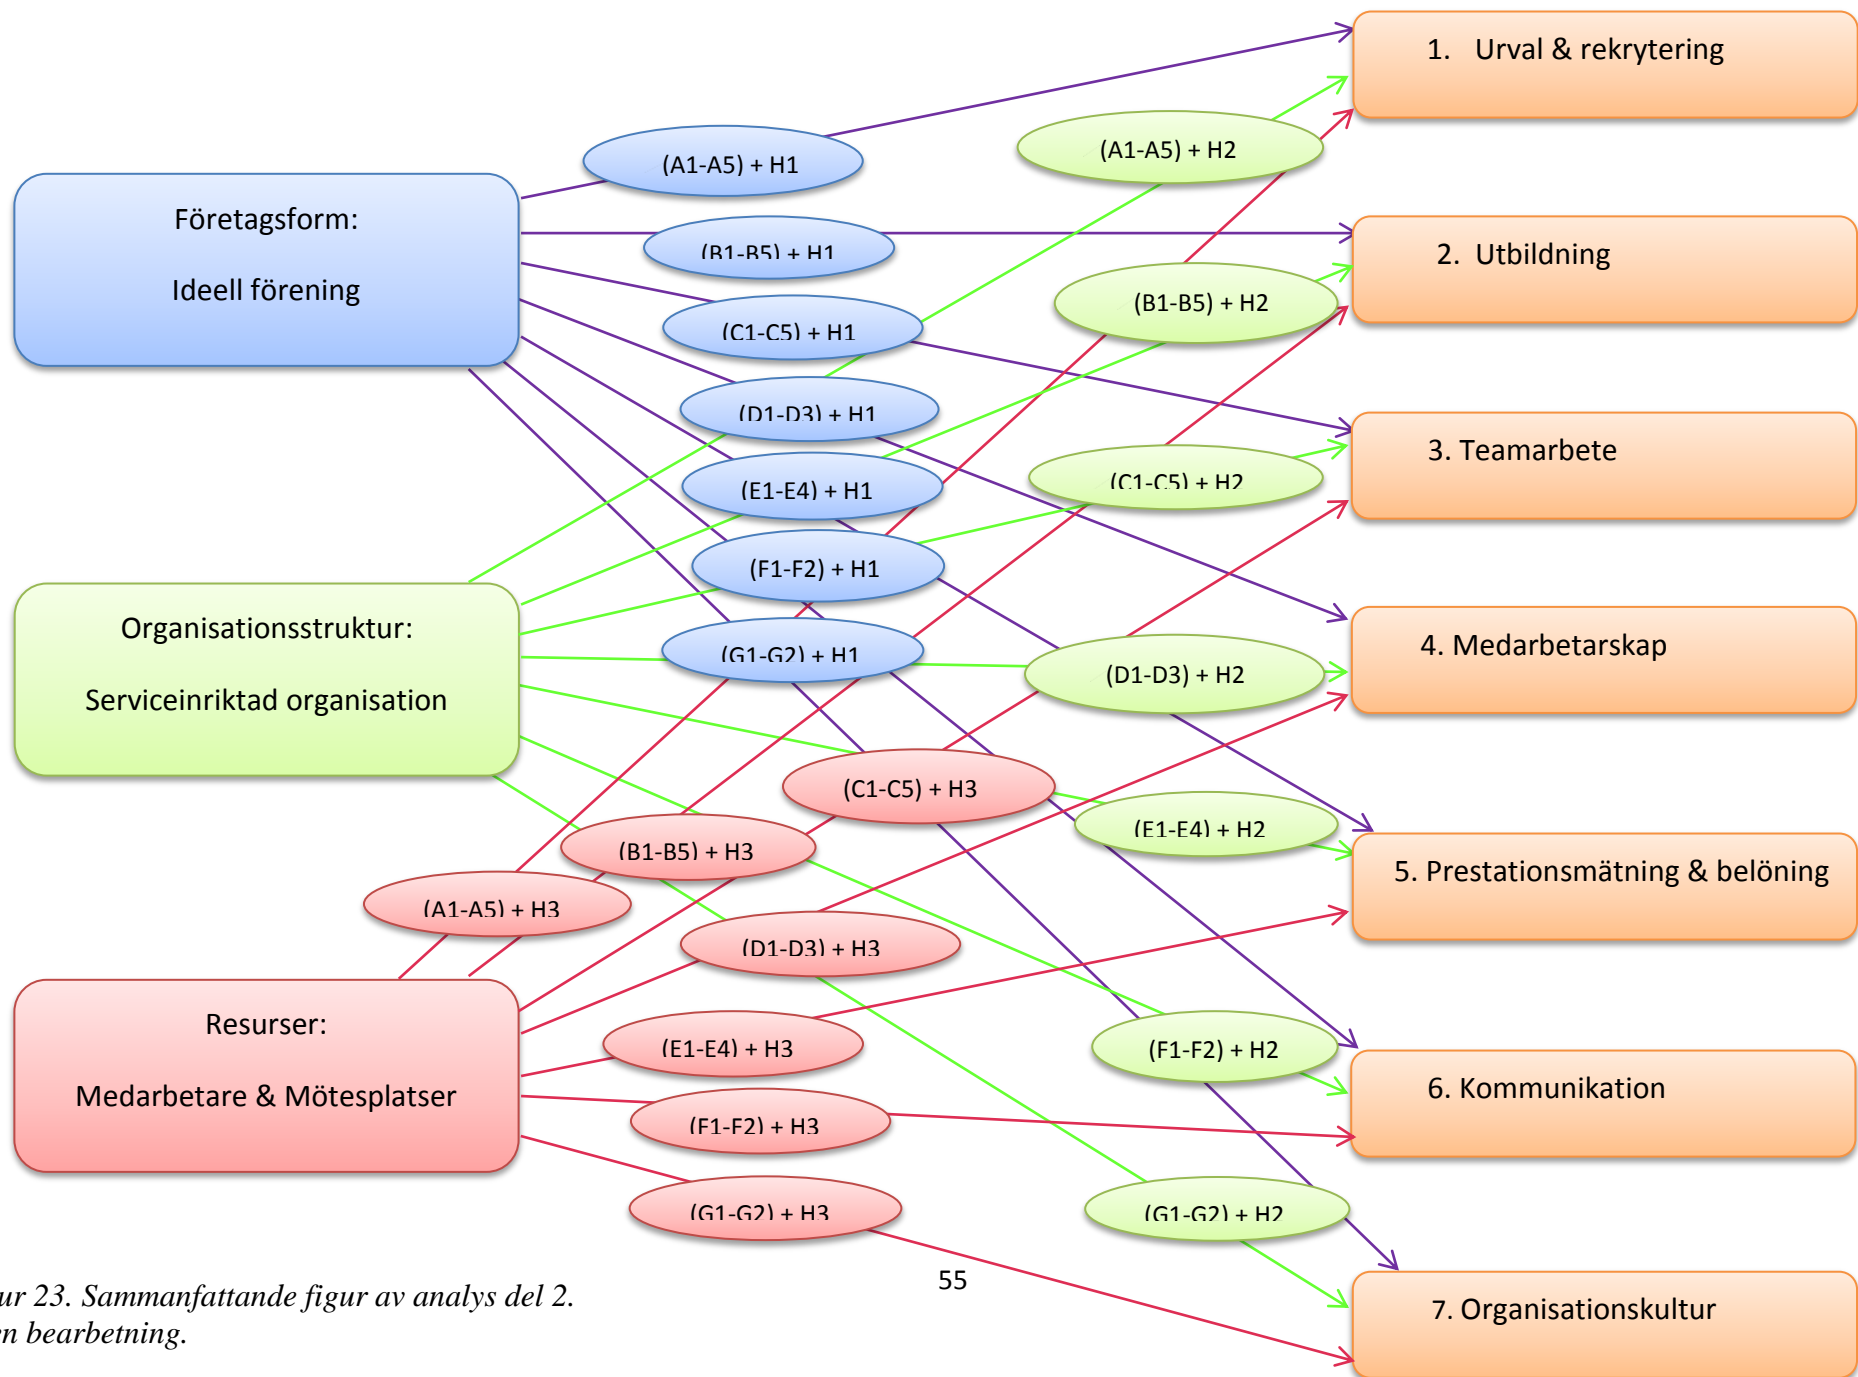 Företagsform:
Ideell förening
Organisationsstruktur:
Serviceinriktad organisation
Resurser:
Medarbetare & Mötesplatser
(A1-A5) + H1
(B1-B5) + H1
(C1-C5) + H1
(D1-D3) + H1
(E1-E4) + H1
(F1-F2) + H1
(G1-G2) + H1
(A1-A5) + H2
(B1-B5) + H2
(C1-C5) + H2
(D1-D3) + H2
(E1-E4) + H2
(F1-F2) + H2
(G1-G2) + H2
(A1-A5) + H3
(B1-B5) + H3
(C1-C5) + H3
(D1-D3) + H3
(E1-E4) + H3
(F1-F2) + H3
(G1-G2) + H3
1. Urval & rekrytering
2. Utbildning
3. Teamarbete
4. Medarbetarskap
5. Prestationsmätning & belöning
6. Kommunikation
7. Organisationskultur
ur 23. Sammanfattande figur av analys del 2.
en bearbetning.
55